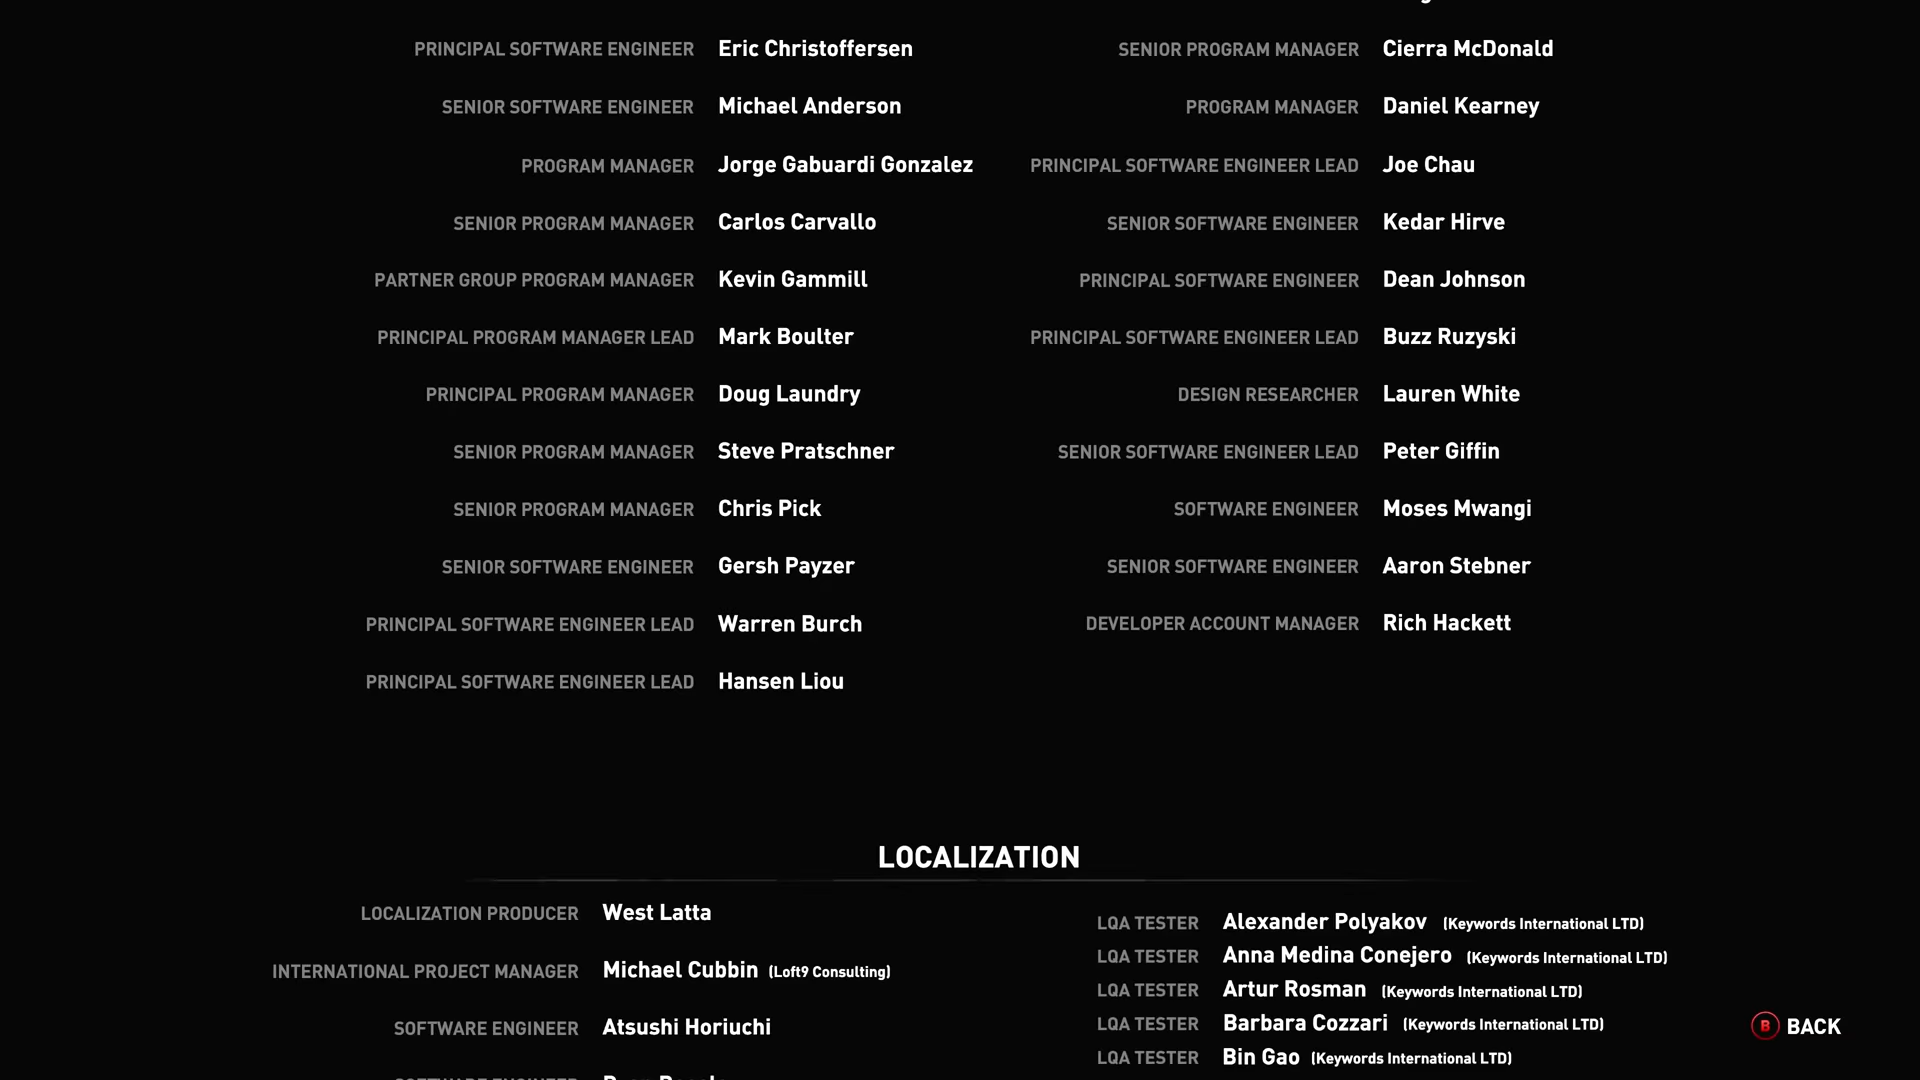 PRINCIPAL SOFTWARE ENGINEER Eric Christoffersen
SENIOR SOFTWARE ENGINEER Michael Anderson
PROGRAM MANAGER Jorge Gabuardi Gonzalez
SENIOR PROGRAM MANAGER Carlos Carvallo
PARTNER GROUP PROGRAM MANAGER Kevin Gammill
PRINCIPAL PROGRAM MANAGER LEAD Mark Boulter
PRINCIPAL PROGRAM MANAGER Doug Laundry
SENIOR PROGRAM MANAGER Steve Pratschner
SENIOR PROGRAM MANAGER Chris Pick
SENIOR SOFTWARE ENGINEER Gersh Payzer
PRINCIPAL SOFTWARE ENGINEER LEAD Warren Burch
PRINCIPAL SOFTWARE ENGINEER LEAD Hansen Liou
SENIOR PROGRAM MANAGER Cierra McDonald
PROGRAM MANAGER Daniel Kearney
PRINCIPAL SOFTWARE ENGINEER LEAD Joe Chau
SENIOR SOFTWARE ENGINEER Kedar Hirve
PRINCIPAL SOFTWARE ENGINEER Dean Johnson
PRINCIPAL SOFTWARE ENGINEER LEAD Buzz Ruzyski
DESIGN RESEARCHER Lauren White
SENIOR SOFTWARE ENGINEER LEAD Peter Giffin
SOFTWARE ENGINEER Moses Mwangi
SENIOR SOFTWARE ENGINEER Aaron Stebner
DEVELOPER ACCOUNT MANAGER Rich Hackett
LOCALIZATION
LOCALIZATION PRODUCER West Latta
INTERNATIONAL PROJECT MANAGER Michael Cubbin (Loft9 Consulting)
SOFTWARE ENGINEER Atsushi Horiuchi
SOFTWARE ENGINEER
LQA TESTER Alexander Polyakov (Keywords International LTD)
LQA TESTER Anna Medina Conejero (Keywords International LTD)
LQA TESTER Artur Rosman (Keywords International LTD)
LQA TESTER Barbara Cozzari (Keywords International LTD)
LQA TESTER Bin Gao (Keywords International LTD)
B BACK